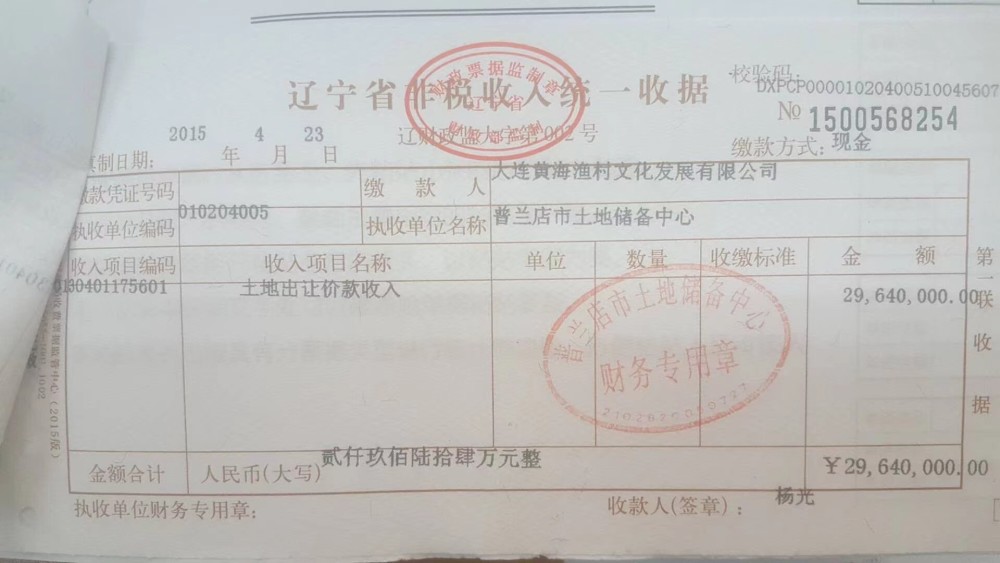 辽宁省非税收入统一收据
财政票据监制章
辽宁省
校验码:
DXPCP00001020400510045607
№ 1500568254
2015 年 4 月 23 日
辽财政监大字第002号
缴款方式: 现金
填制日期:
缴款凭证号码
缴 款 人 大连黄海渔村文化发展有限公司
执收单位编码 010204005 执收单位名称 普兰店市土地储备中心
收入项目编码 收入项目名称 单位 数量 收缴标准 金 额
0130401175601 土地出让价款收入 29,640,000.00
普兰店市土地储备中心
财务专用章
金额合计 人民币(大写) 贰仟玖佰陆拾肆万元整 ¥29,640,000.00
执收单位财务专用章: 收款人(签章): 杨光
第一联 收据